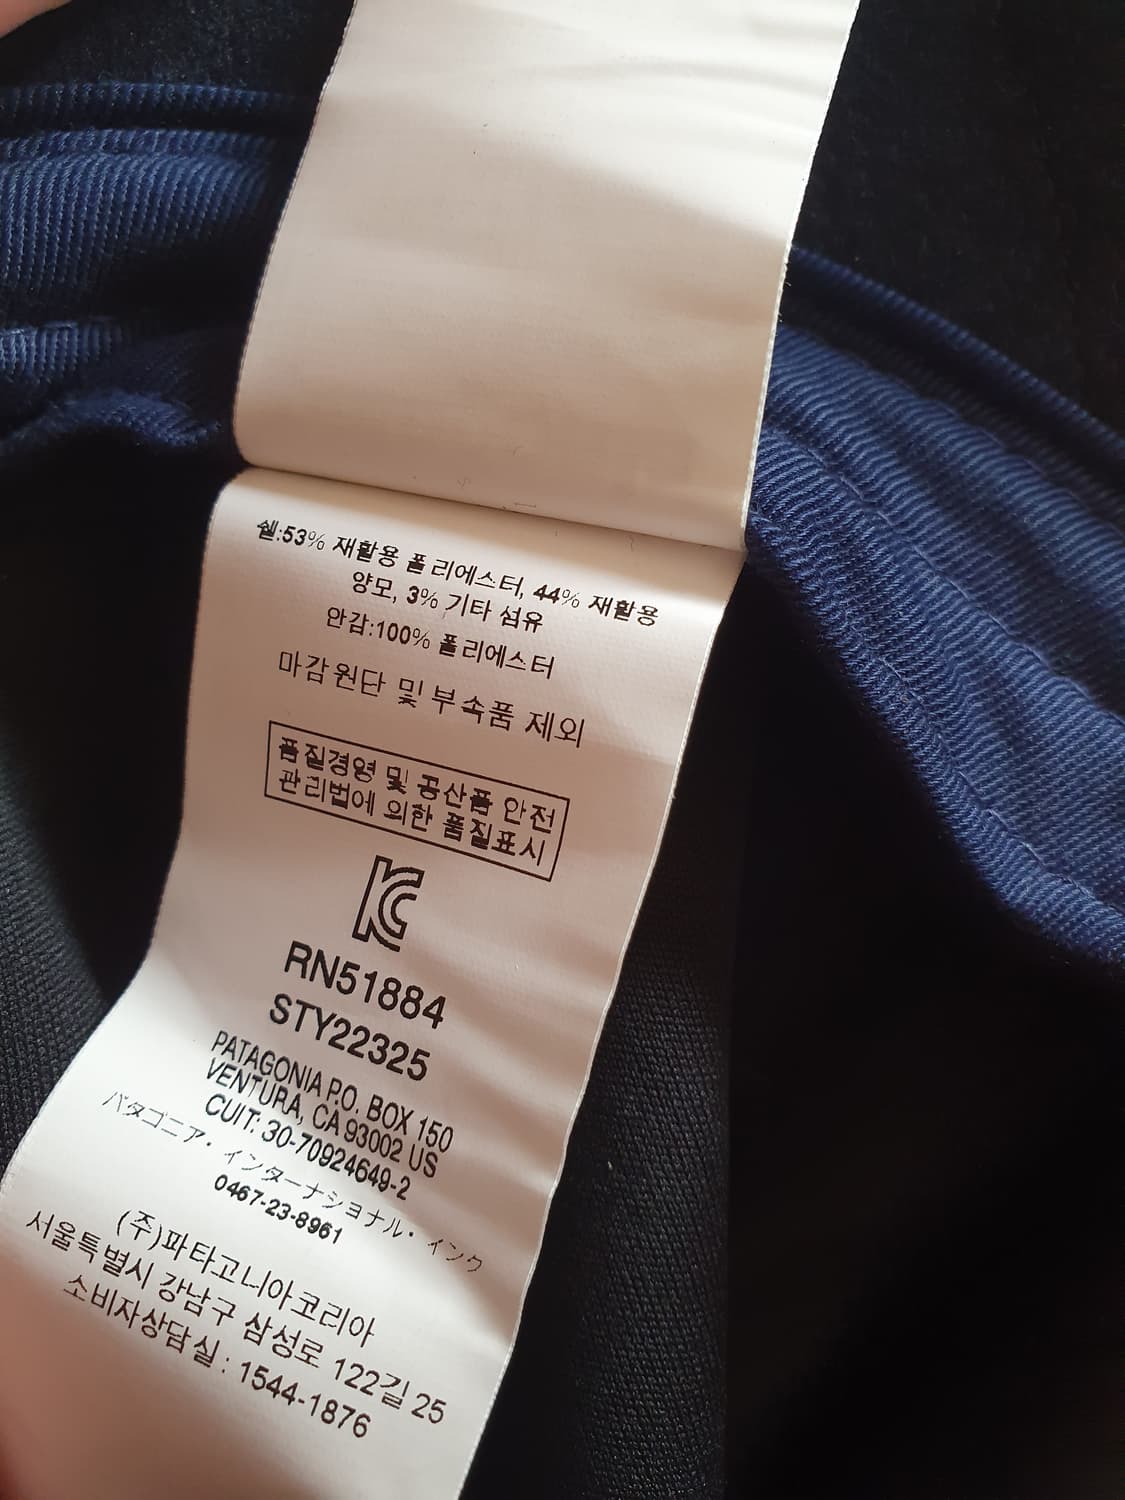 쉘:53% 재활용 폴리에스터, 44% 재활용
양모, 3% 기타 섬유
안감:100% 폴리에스터
마감원단 및 부속품 제외
품질경영 및 공산품 안전
관리법에 의한 품질표시
KC
RN51884
STY22325
PATAGONIA P.O. BOX 150
VENTURA, CA 93002 US
CUIT: 30-70924649-2
パタゴニア・インターナショナル・インク
0467-23-8961
(주)파타고니아코리아
서울특별시 강남구 삼성로 122길 25
소비자상담실 : 1544-1876